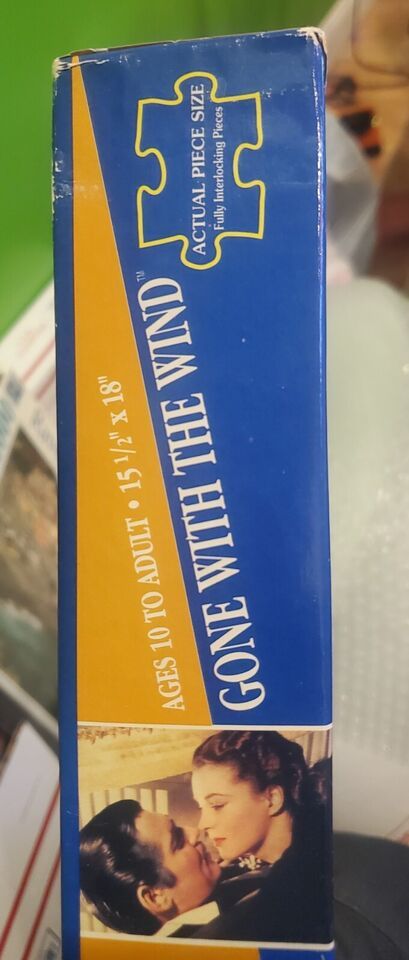 AGES 10 TO ADULT • 15 1/2" x 18"
GONE WITH THE WIND™
ACTUAL PIECE SIZE
Fully Interlocking Pieces